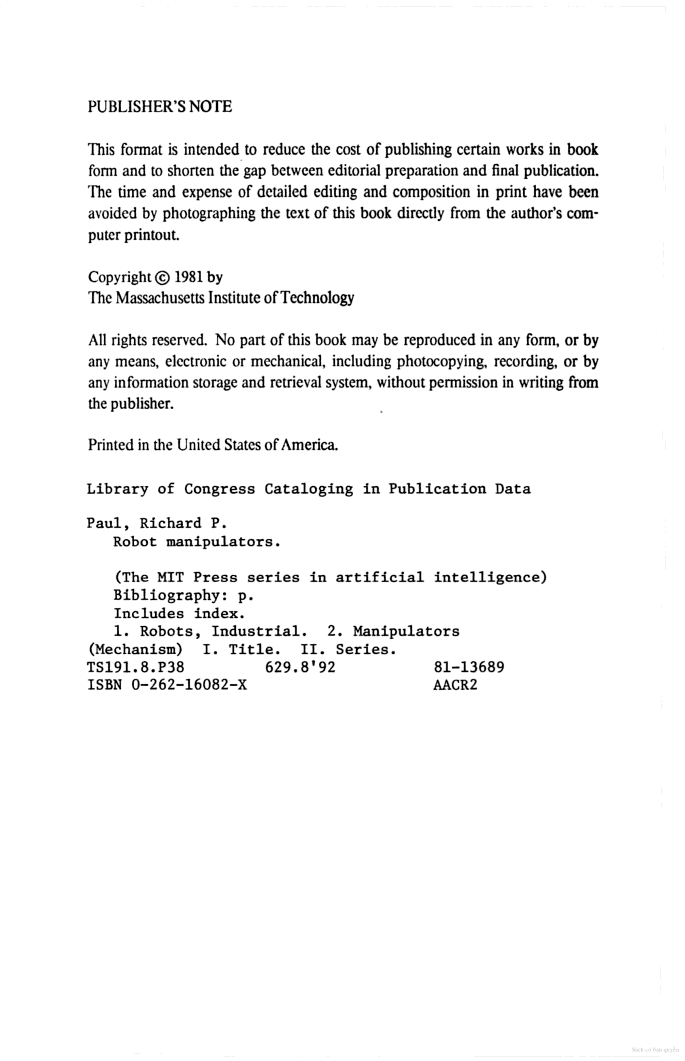 PUBLISHER'S NOTE
This format is intended to reduce the cost of publishing certain works in book
form and to shorten the gap between editorial preparation and final publication.
The time and expense of detailed editing and composition in print have been
avoided by photographing the text of this book directly from the author's com-
puter printout.
Copyright © 1981 by
The Massachusetts Institute of Technology
All rights reserved. No part of this book may be reproduced in any form, or by
any means, electronic or mechanical, including photocopying, recording, or by
any information storage and retrieval system, without permission in writing from
the publisher.
Printed in the United States of America.
Library of Congress Cataloging in Publication Data
Paul, Richard P.
Robot manipulators.
(The MIT Press series in artificial intelligence)
Bibliography: p.
Includes index.
1. Robots, Industrial. 2. Manipulators
(Mechanism) I. Title. II. Series.
TS191.8.P38 629.8'92 81-13689
ISBN 0-262-16082-X AACR2